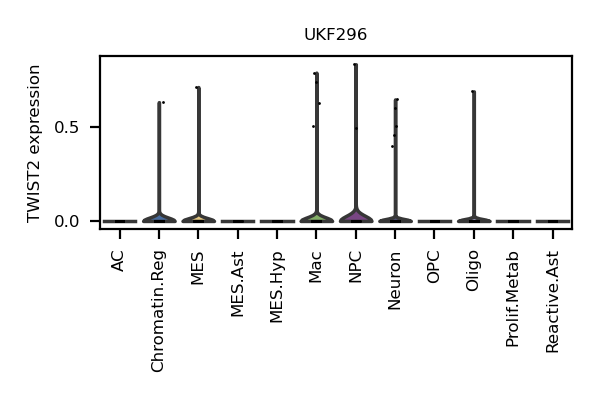 UKF296
TWIST2 expression
0.5
0.0
AC
Chromatin.Reg
MES
MES.Ast
MES.Hyp
Mac
NPC
Neuron
OPC
Oligo
Prolif.Metab
Reactive.Ast